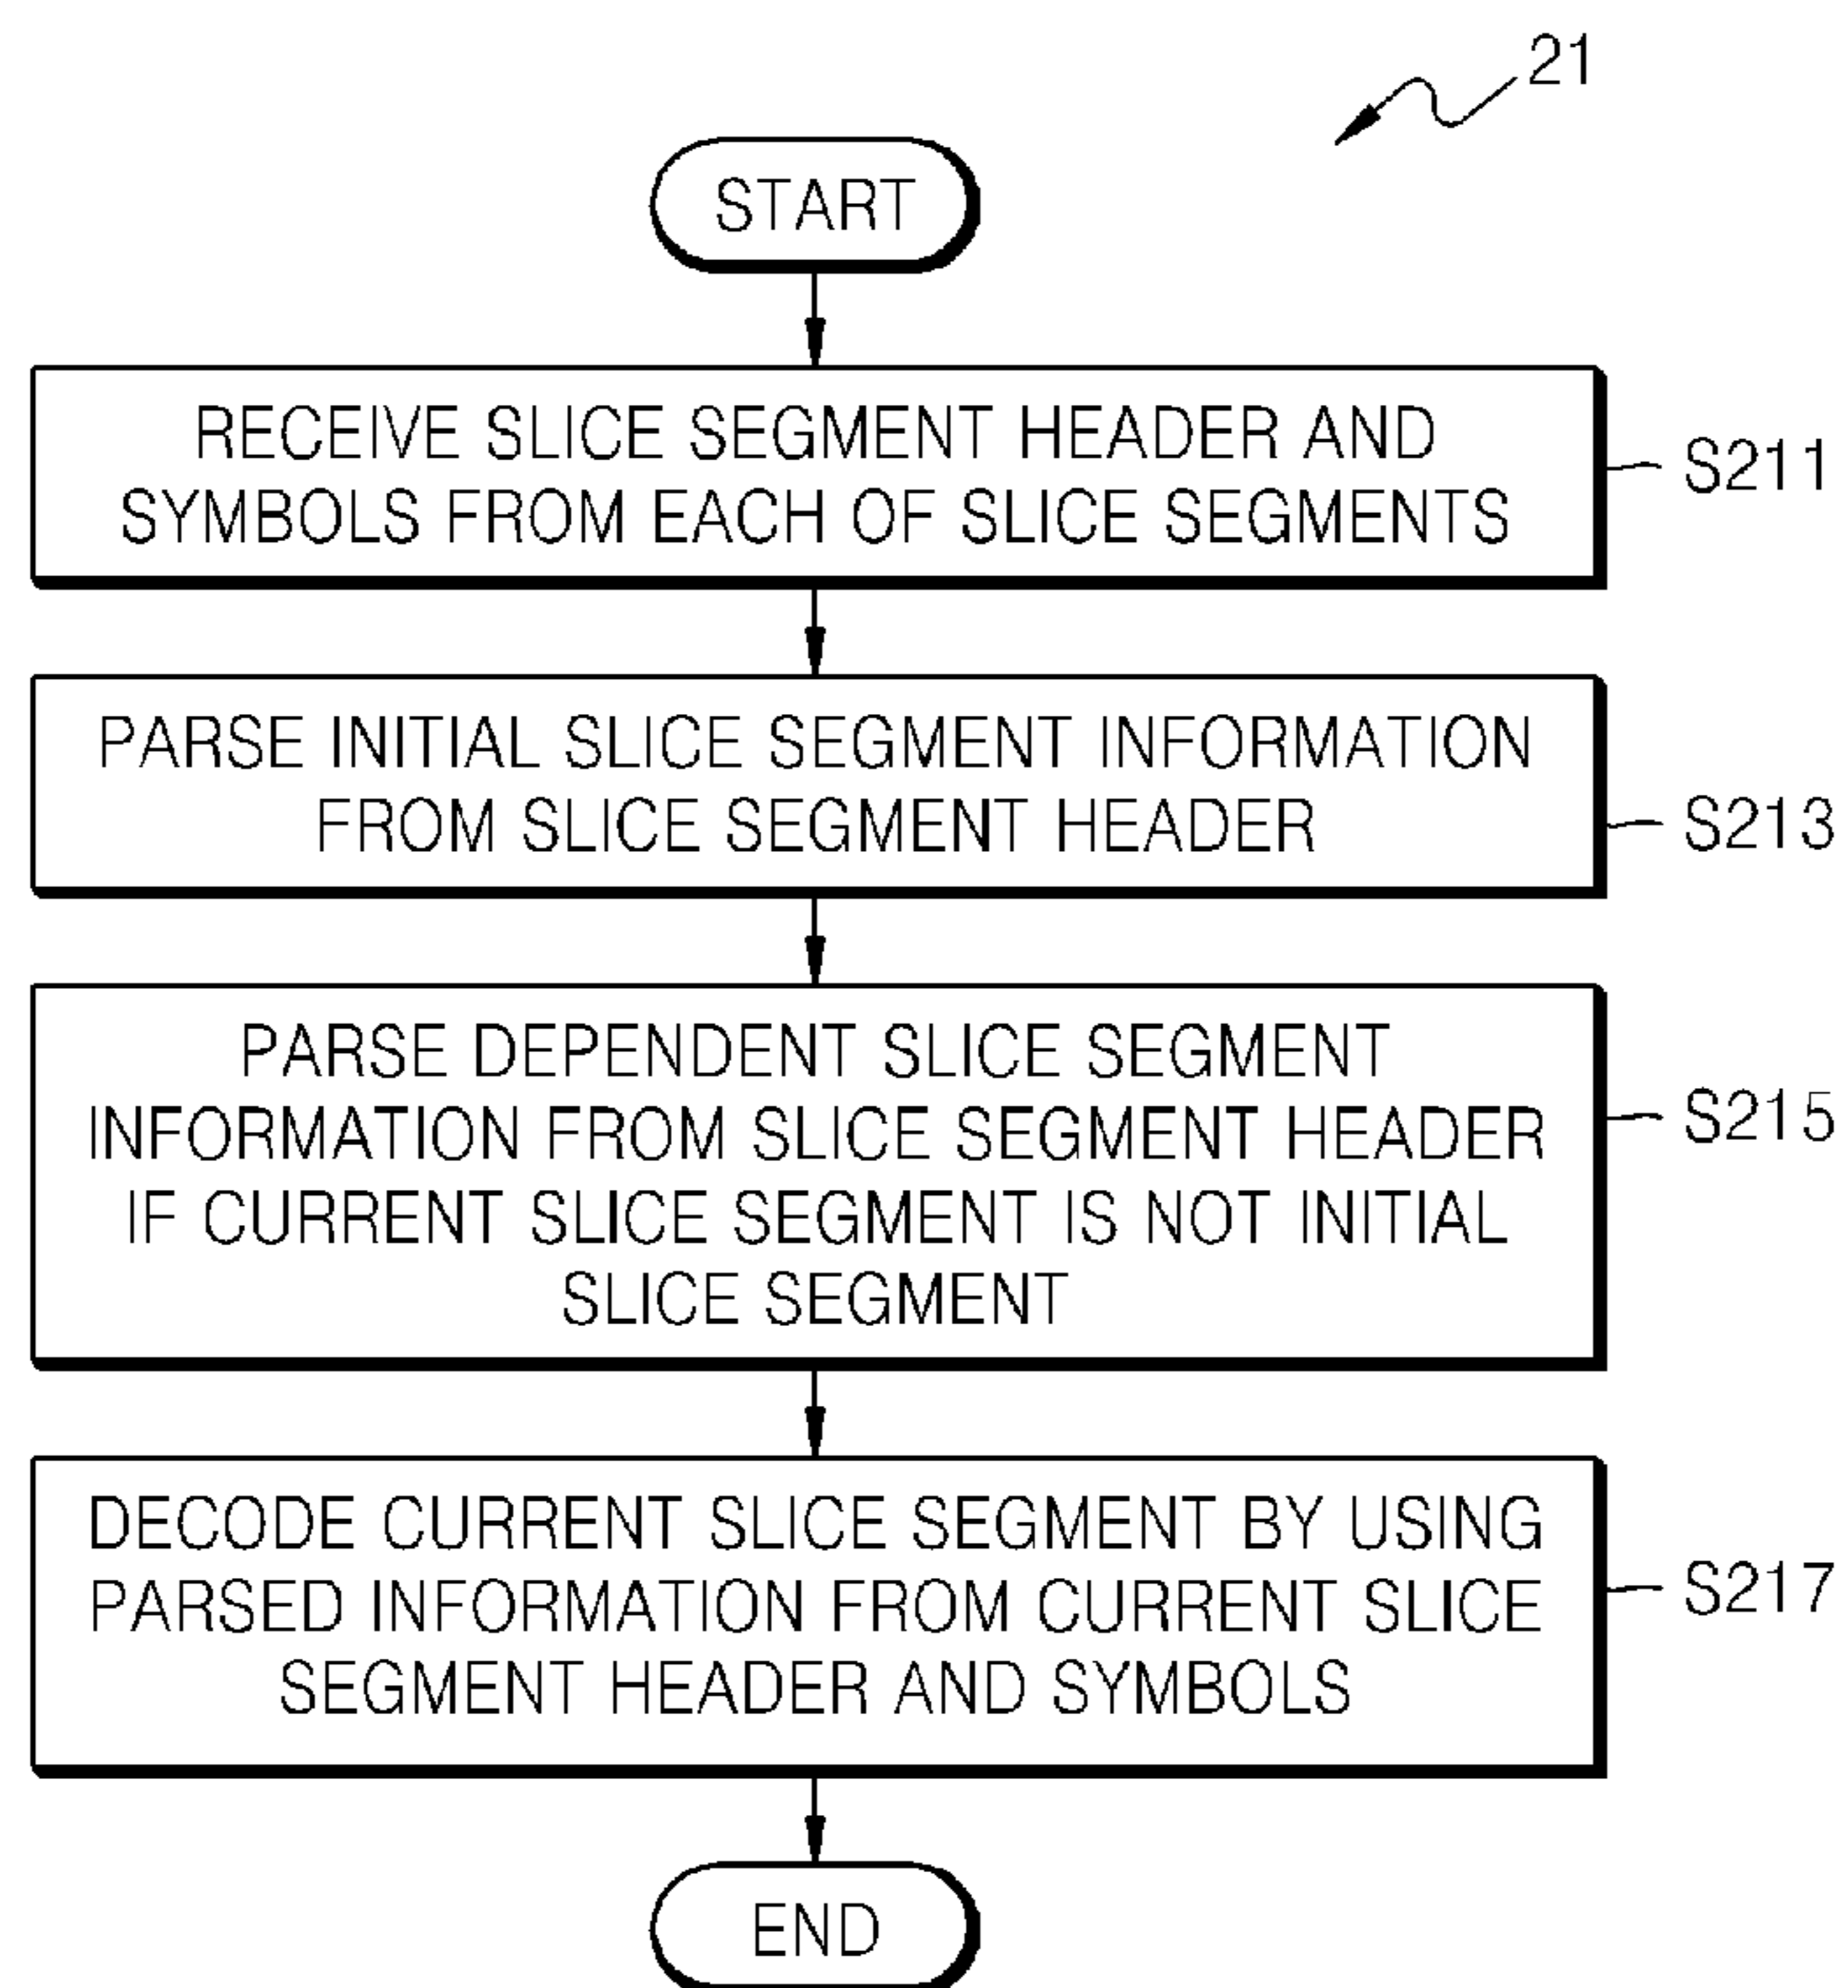 21
START
RECEIVE SLICE SEGMENT HEADER AND
SYMBOLS FROM EACH OF SLICE SEGMENTS
S211
PARSE INITIAL SLICE SEGMENT INFORMATION
FROM SLICE SEGMENT HEADER
S213
PARSE DEPENDENT SLICE SEGMENT
INFORMATION FROM SLICE SEGMENT HEADER
IF CURRENT SLICE SEGMENT IS NOT INITIAL
SLICE SEGMENT
S215
DECODE CURRENT SLICE SEGMENT BY USING
PARSED INFORMATION FROM CURRENT SLICE
SEGMENT HEADER AND SYMBOLS
S217
END